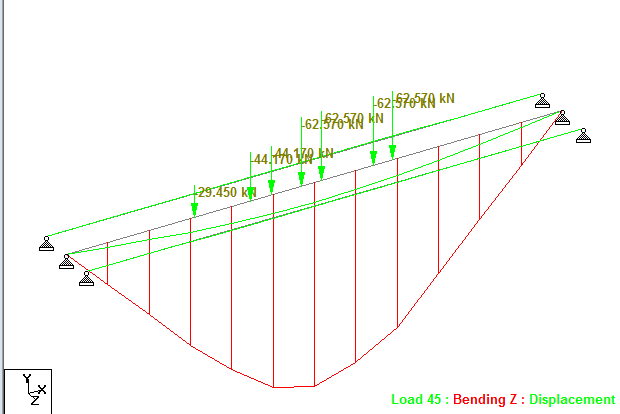 -62.570 kN
-62.570 kN
-62.570 kN
-62.570 kN
-44.170 kN
-44.170 kN
-29.450 kN
Y
X
Z
Load 45 : Bending Z : Displacement